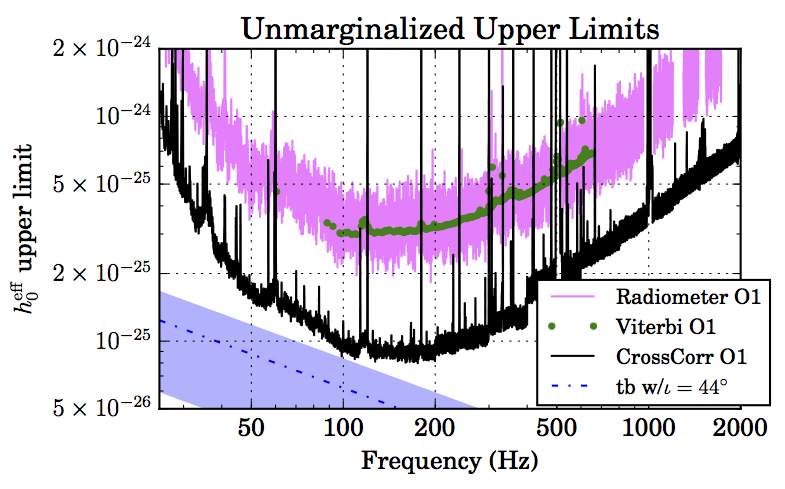 Unmarginalized Upper Limits
2 × 10⁻²⁴
10⁻²⁴
5 × 10⁻²⁵
2 × 10⁻²⁵
10⁻²⁵
5 × 10⁻²⁶
h₀ᵉᶠᶠ upper limit
Radiometer O1
Viterbi O1
CrossCorr O1
tb w/ι = 44°
50 100 200 500 1000 2000
Frequency (Hz)